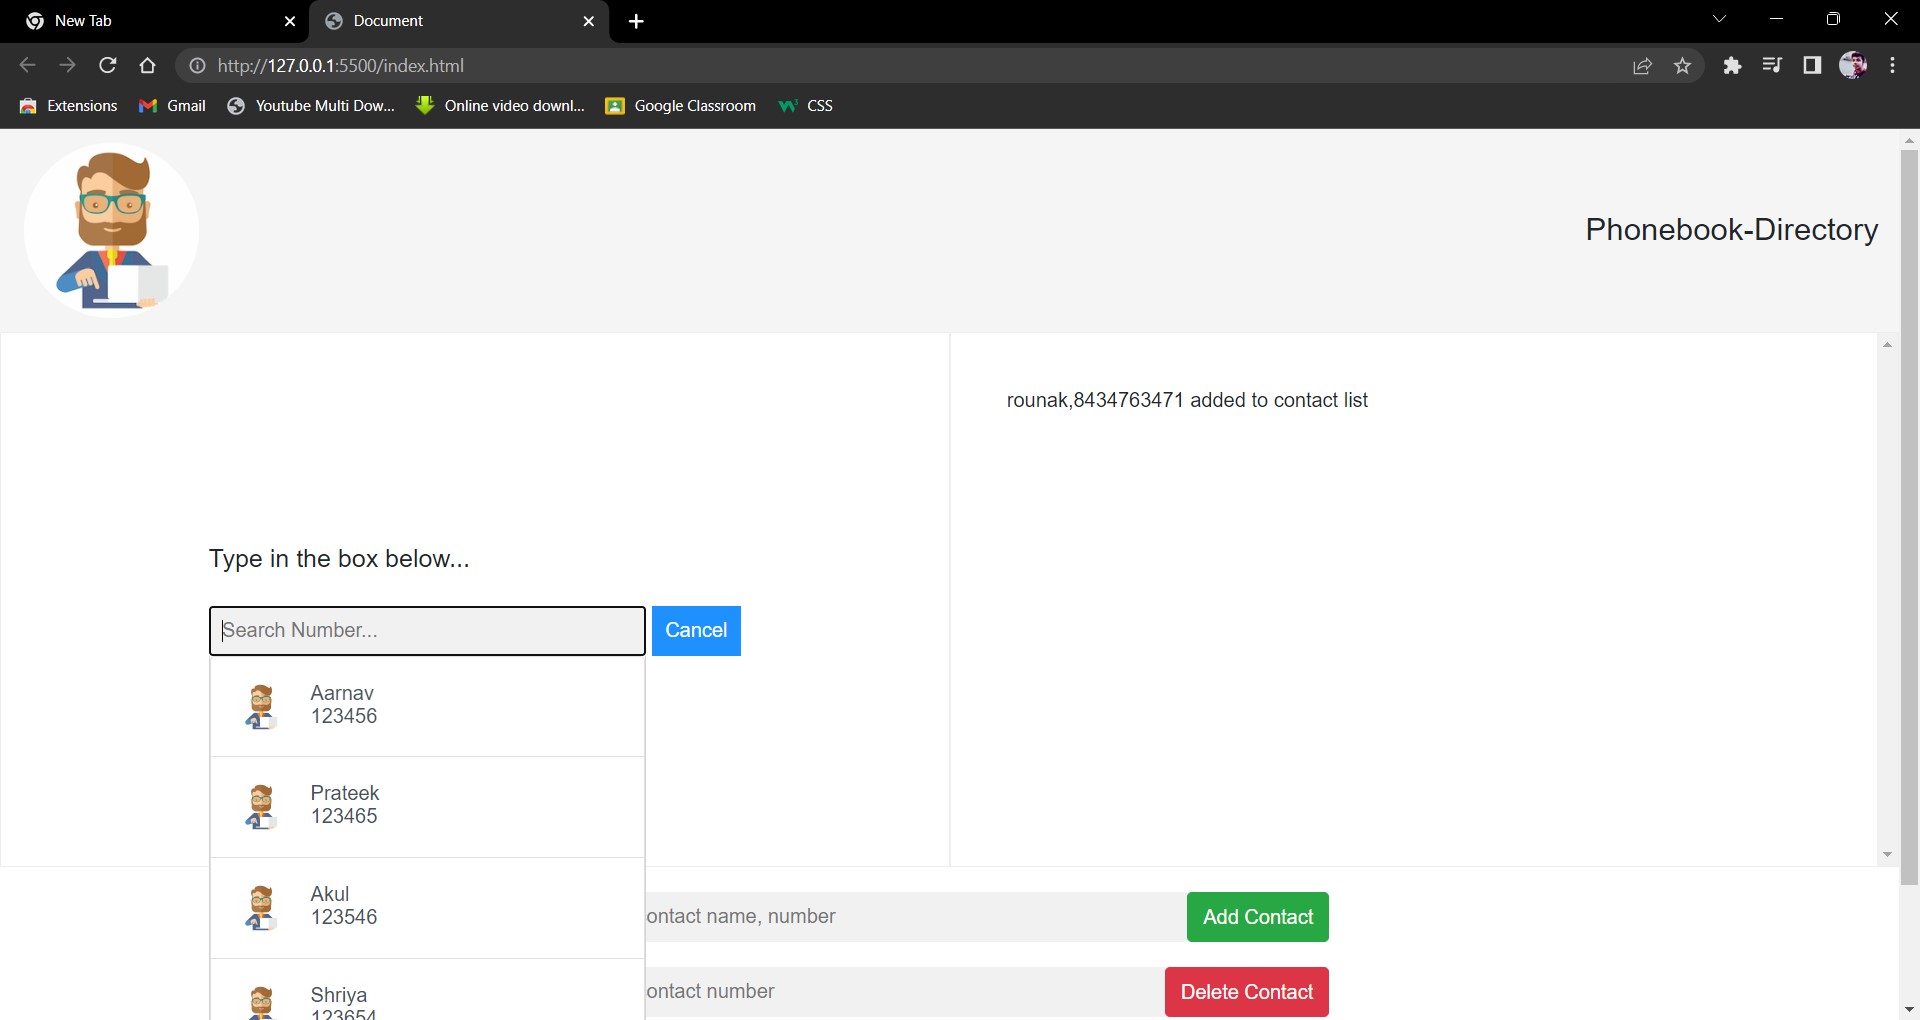 New Tab
Document
http://127.0.0.1:5500/index.html
Extensions
Gmail
Youtube Multi Dow...
Online video downl...
Google Classroom
CSS
Phonebook-Directory
rounak,8434763471 added to contact list
Type in the box below...
Search Number...
Cancel
Aarnav
123456
Prateek
123465
Akul
123546
ontact name, number
Add Contact
Shriya
123654
ontact number
Delete Contact